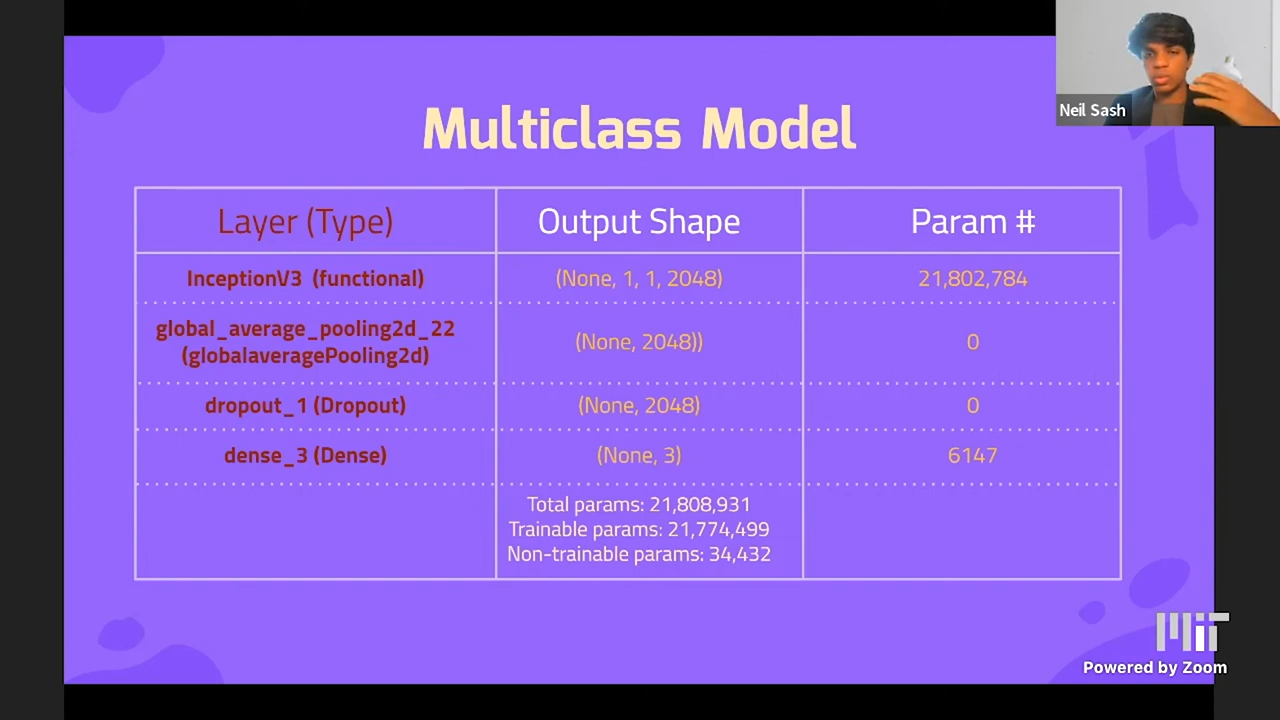 Neil Sash
Multiclass Model
Layer (Type) Output Shape Param #
InceptionV3 (functional) (None, 1, 1, 2048) 21,802,784
global_average_pooling2d_22
(globalaveragePooling2d) (None, 2048)) 0
dropout_1 (Dropout) (None, 2048) 0
dense_3 (Dense) (None, 3) 6147
Total params: 21,808,931
Trainable params: 21,774,499
Non-trainable params: 34,432
MIT
Powered by Zoom